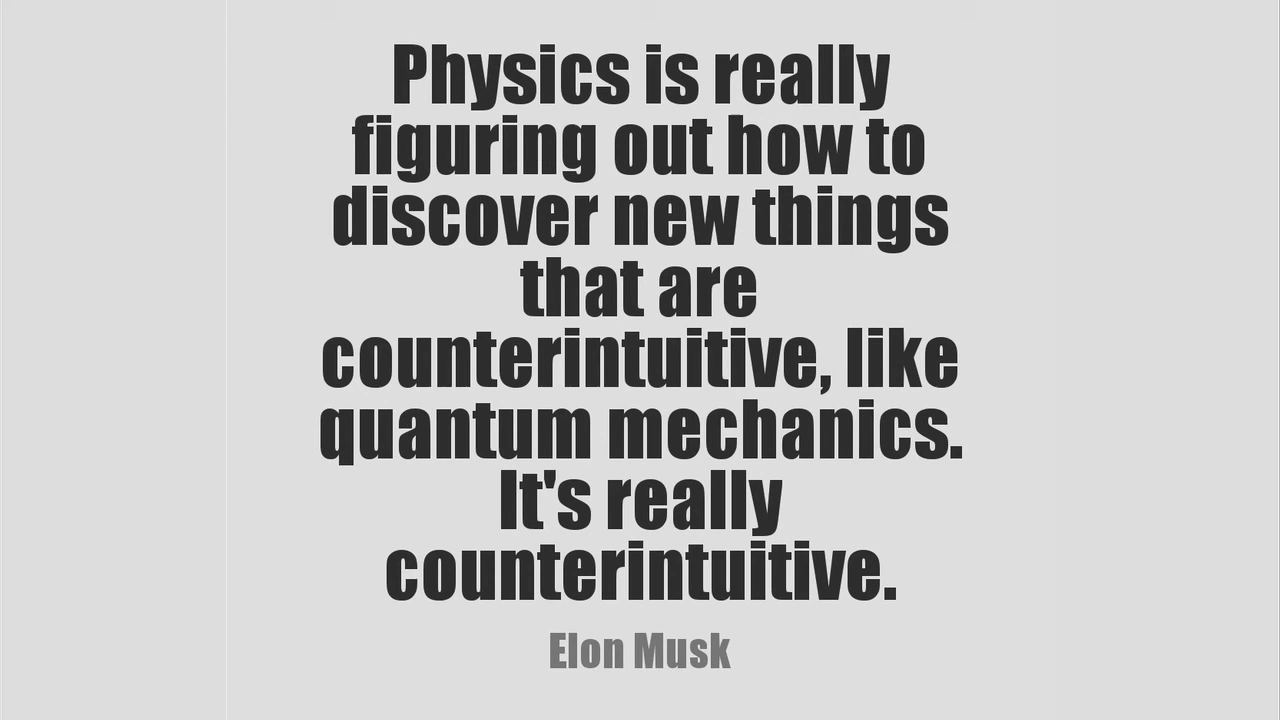 Physics is really
figuring out how to
discover new things
that are
counterintuitive, like
quantum mechanics.
It's really
counterintuitive.
Elon Musk